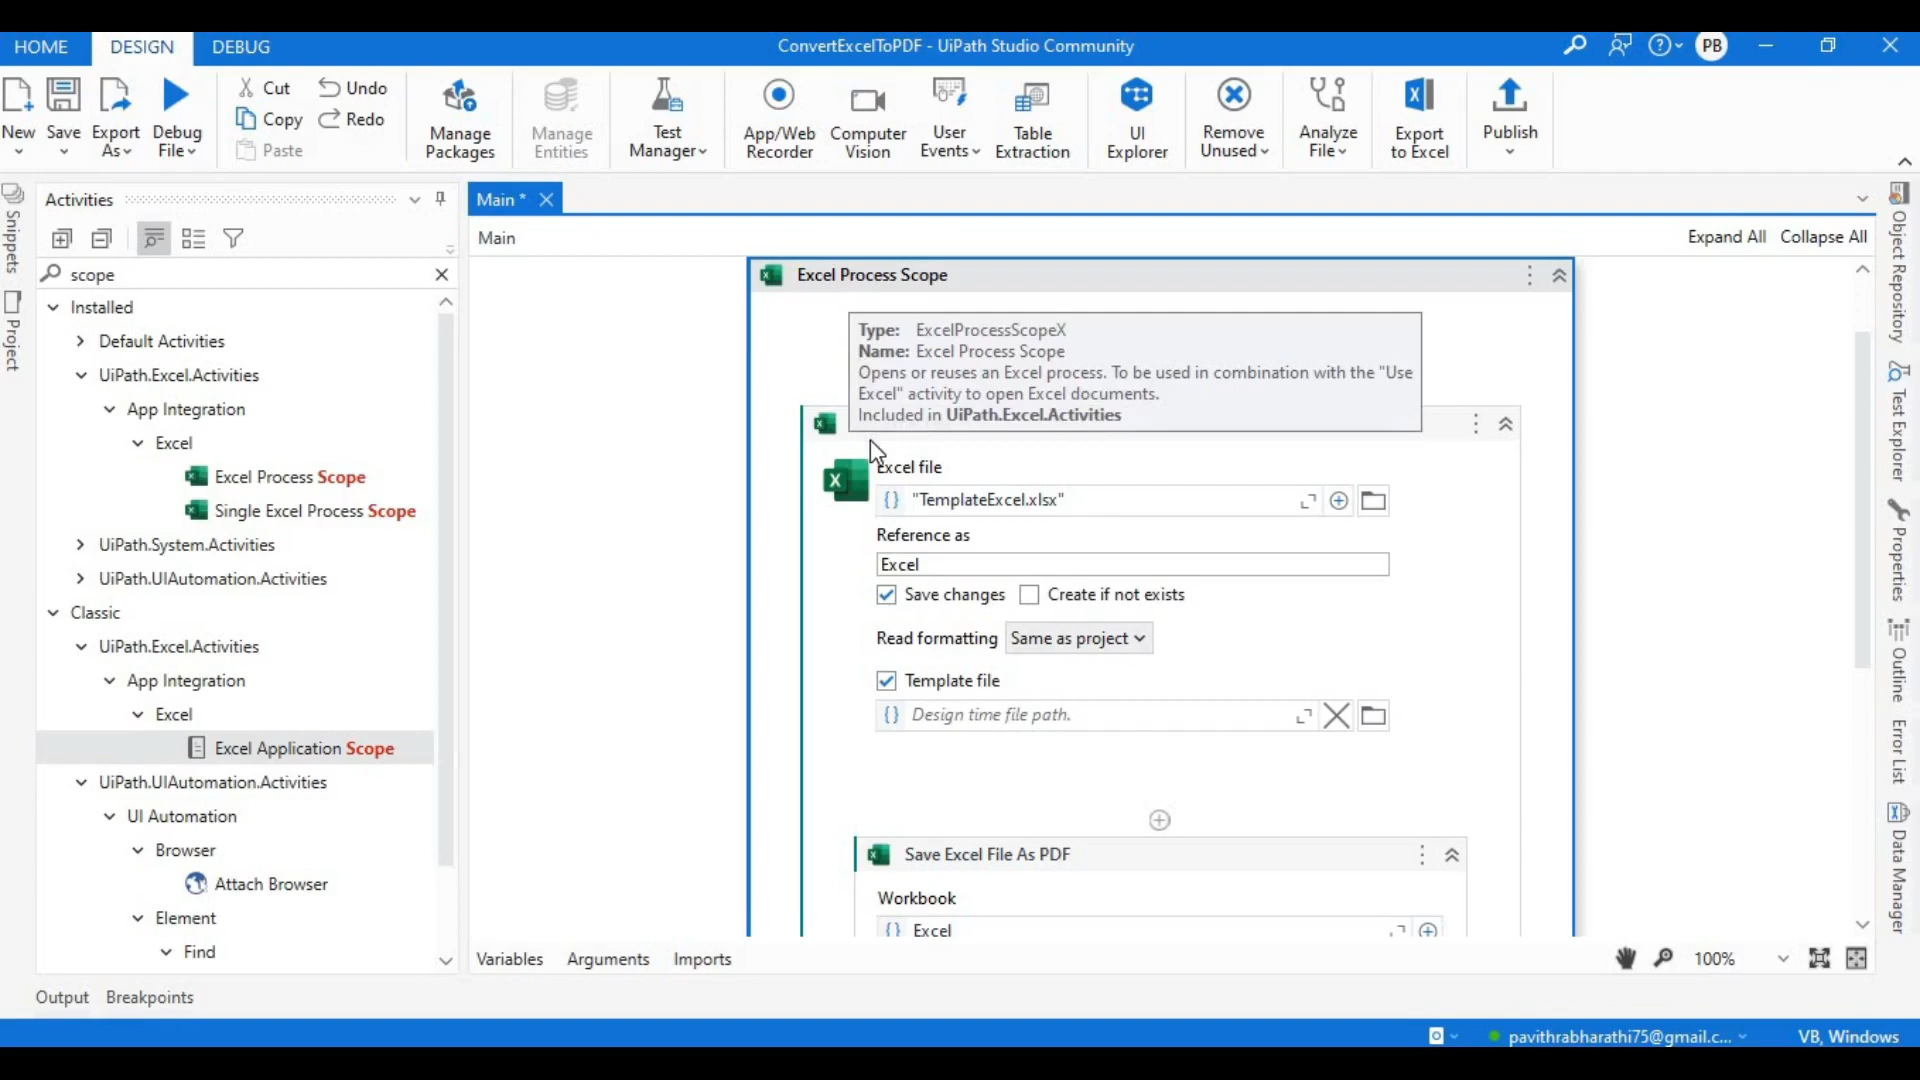 HOME DESIGN DEBUG
ConvertExcelToPDF - UiPath Studio Community
PB
New Save Export As Debug File
Cut Undo
Copy Redo
Paste
Manage Packages
Manage Entities
Test Manager
App/Web Recorder
Computer Vision
User Events
Table Extraction
UI Explorer
Remove Unused
Analyze File
Export to Excel
Publish
Snippets
Project
Activities
scope
Installed
Default Activities
UiPath.Excel.Activities
App Integration
Excel
Excel Process Scope
Single Excel Process Scope
UiPath.System.Activities
UiPath.UIAutomation.Activities
Classic
UiPath.Excel.Activities
App Integration
Excel
Excel Application Scope
UiPath.UIAutomation.Activities
UI Automation
Browser
Attach Browser
Element
Find
Main *
Main
Expand All Collapse All
Excel Process Scope
Type: ExcelProcessScopeX
Name: Excel Process Scope
Opens or reuses an Excel process. To be used in combination with the "Use
Excel" activity to open Excel documents.
Included in UiPath.Excel.Activities
Excel file
"TemplateExcel.xlsx"
Reference as
Excel
Save changes Create if not exists
Read formatting Same as project
Template file
Design time file path.
Save Excel File As PDF
Workbook
Excel
Variables Arguments Imports
100%
Object Repository
Test Explorer
Properties
Outline
Error List
Data Manager
Output Breakpoints
pavithrabharathi75@gmail.c...
VB, Windows